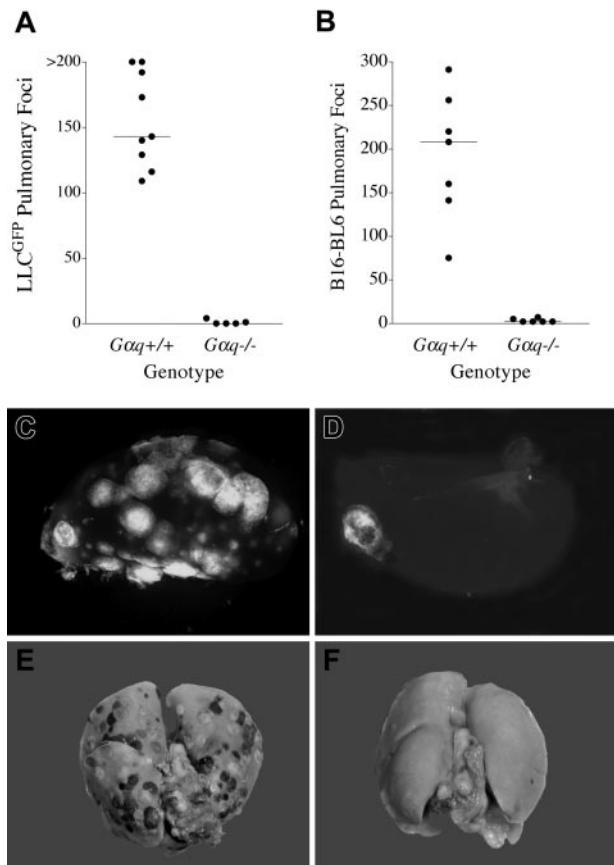 A
LLC^GFP Pulmonary Foci
>200
150
100
50
0
Gαq+/+ Gαq-/-
Genotype
B
B16-BL6 Pulmonary Foci
300
250
200
150
100
50
0
Gαq+/+ Gαq-/-
Genotype
C
D
E
F